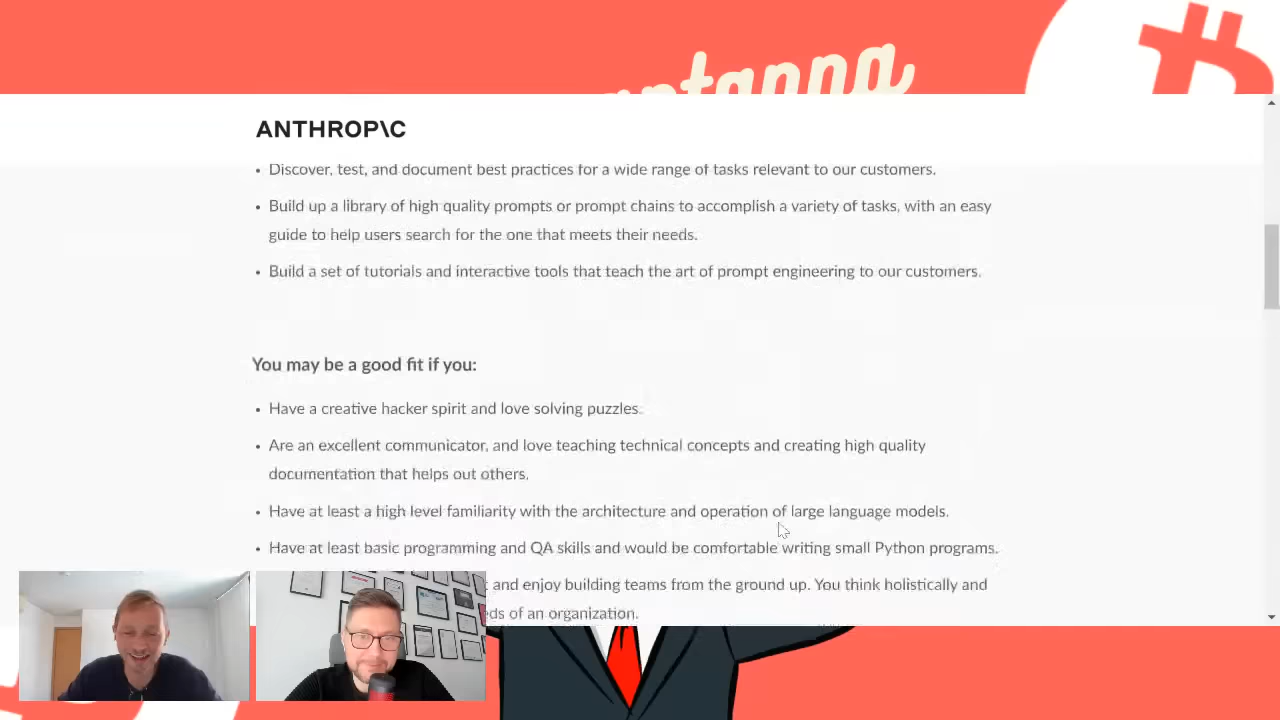 ANTHROP\C
• Discover, test, and document best practices for a wide range of tasks relevant to our customers.
• Build up a library of high quality prompts or prompt chains to accomplish a variety of tasks, with an easy
guide to help users search for the one that meets their needs.
• Build a set of tutorials and interactive tools that teach the art of prompt engineering to our customers.
You may be a good fit if you:
• Have a creative hacker spirit and love solving puzzles.
• Are an excellent communicator, and love teaching technical concepts and creating high quality
documentation that helps out others.
• Have at least a high level familiarity with the architecture and operation of large language models.
• Have at least basic programming and QA skills and would be comfortable writing small Python programs.
and enjoy building teams from the ground up. You think holistically and
of an organization.